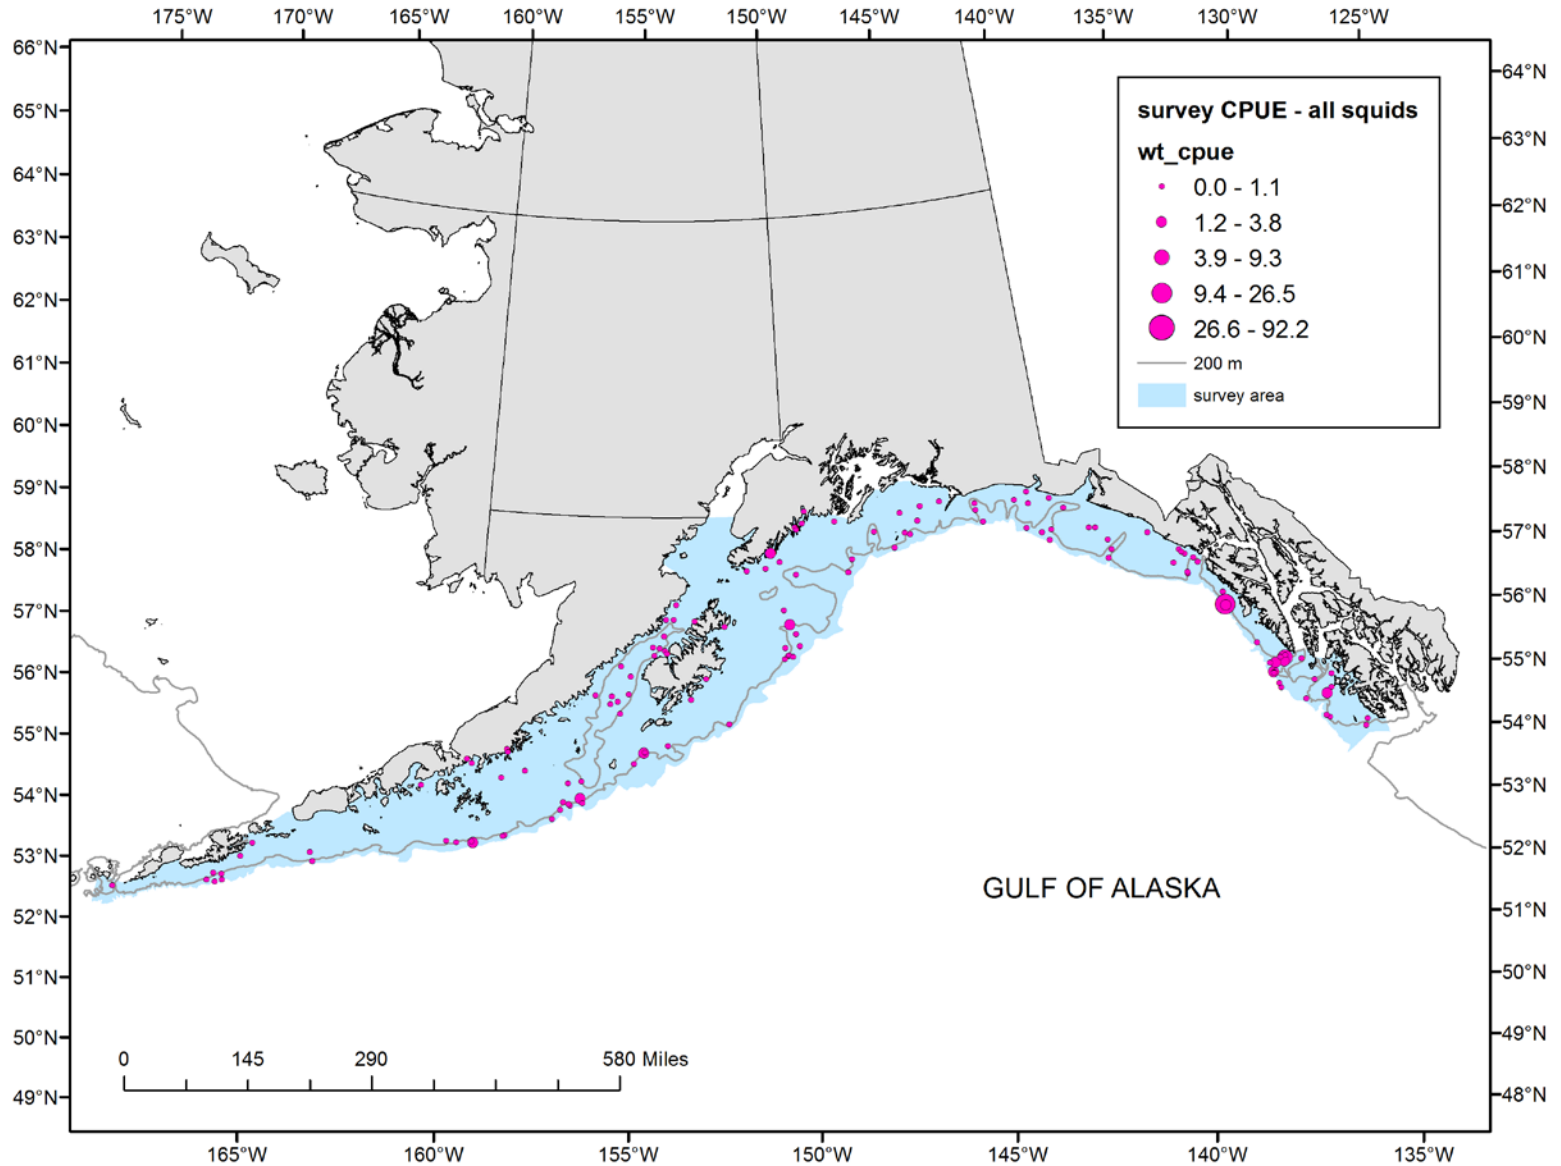 175°W 170°W 165°W 160°W 155°W 150°W 145°W 140°W 135°W 130°W 125°W
66°N
65°N
64°N
63°N
62°N
61°N
60°N
59°N
58°N
57°N
56°N
55°N
54°N
53°N
52°N
51°N
50°N
49°N
survey CPUE - all squids
wt_cpue
0.0 - 1.1
1.2 - 3.8
3.9 - 9.3
9.4 - 26.5
26.6 - 92.2
200 m
survey area
64°N
63°N
62°N
61°N
60°N
59°N
58°N
57°N
56°N
55°N
54°N
53°N
52°N
51°N
50°N
49°N
48°N
GULF OF ALASKA
0 145 290 580 Miles
165°W 160°W 155°W 150°W 145°W 140°W 135°W